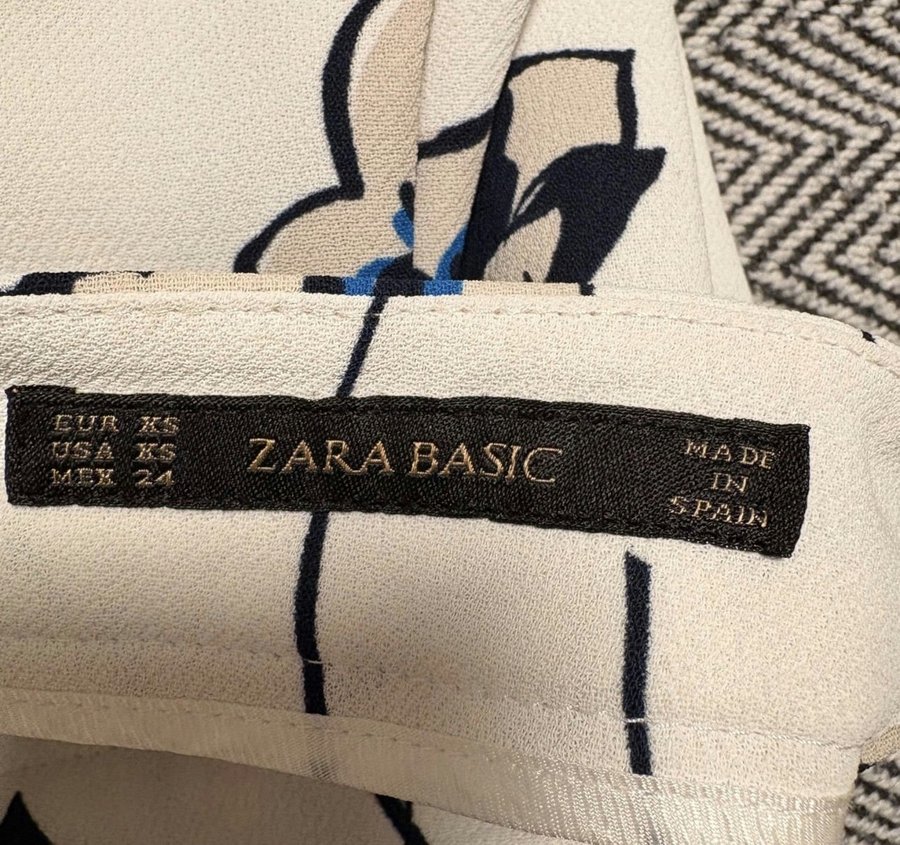 EUR XS
USA XS
MEX 24
ZARA BASIC
MADE
IN
SPAIN